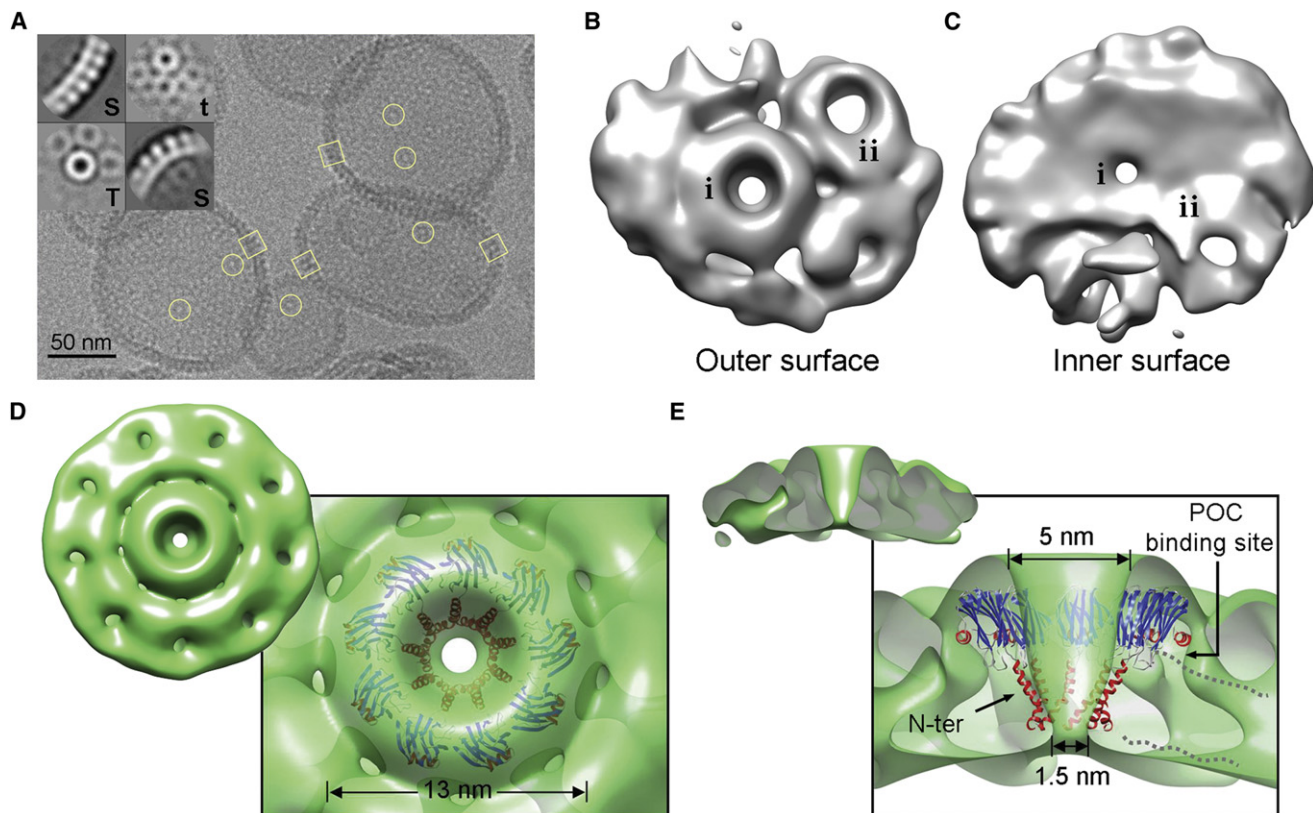 A
S
t
T
S
50 nm
B
i
ii
Outer surface
C
i
ii
Inner surface
D
13 nm
E
5 nm
POC
binding site
N-ter
1.5 nm